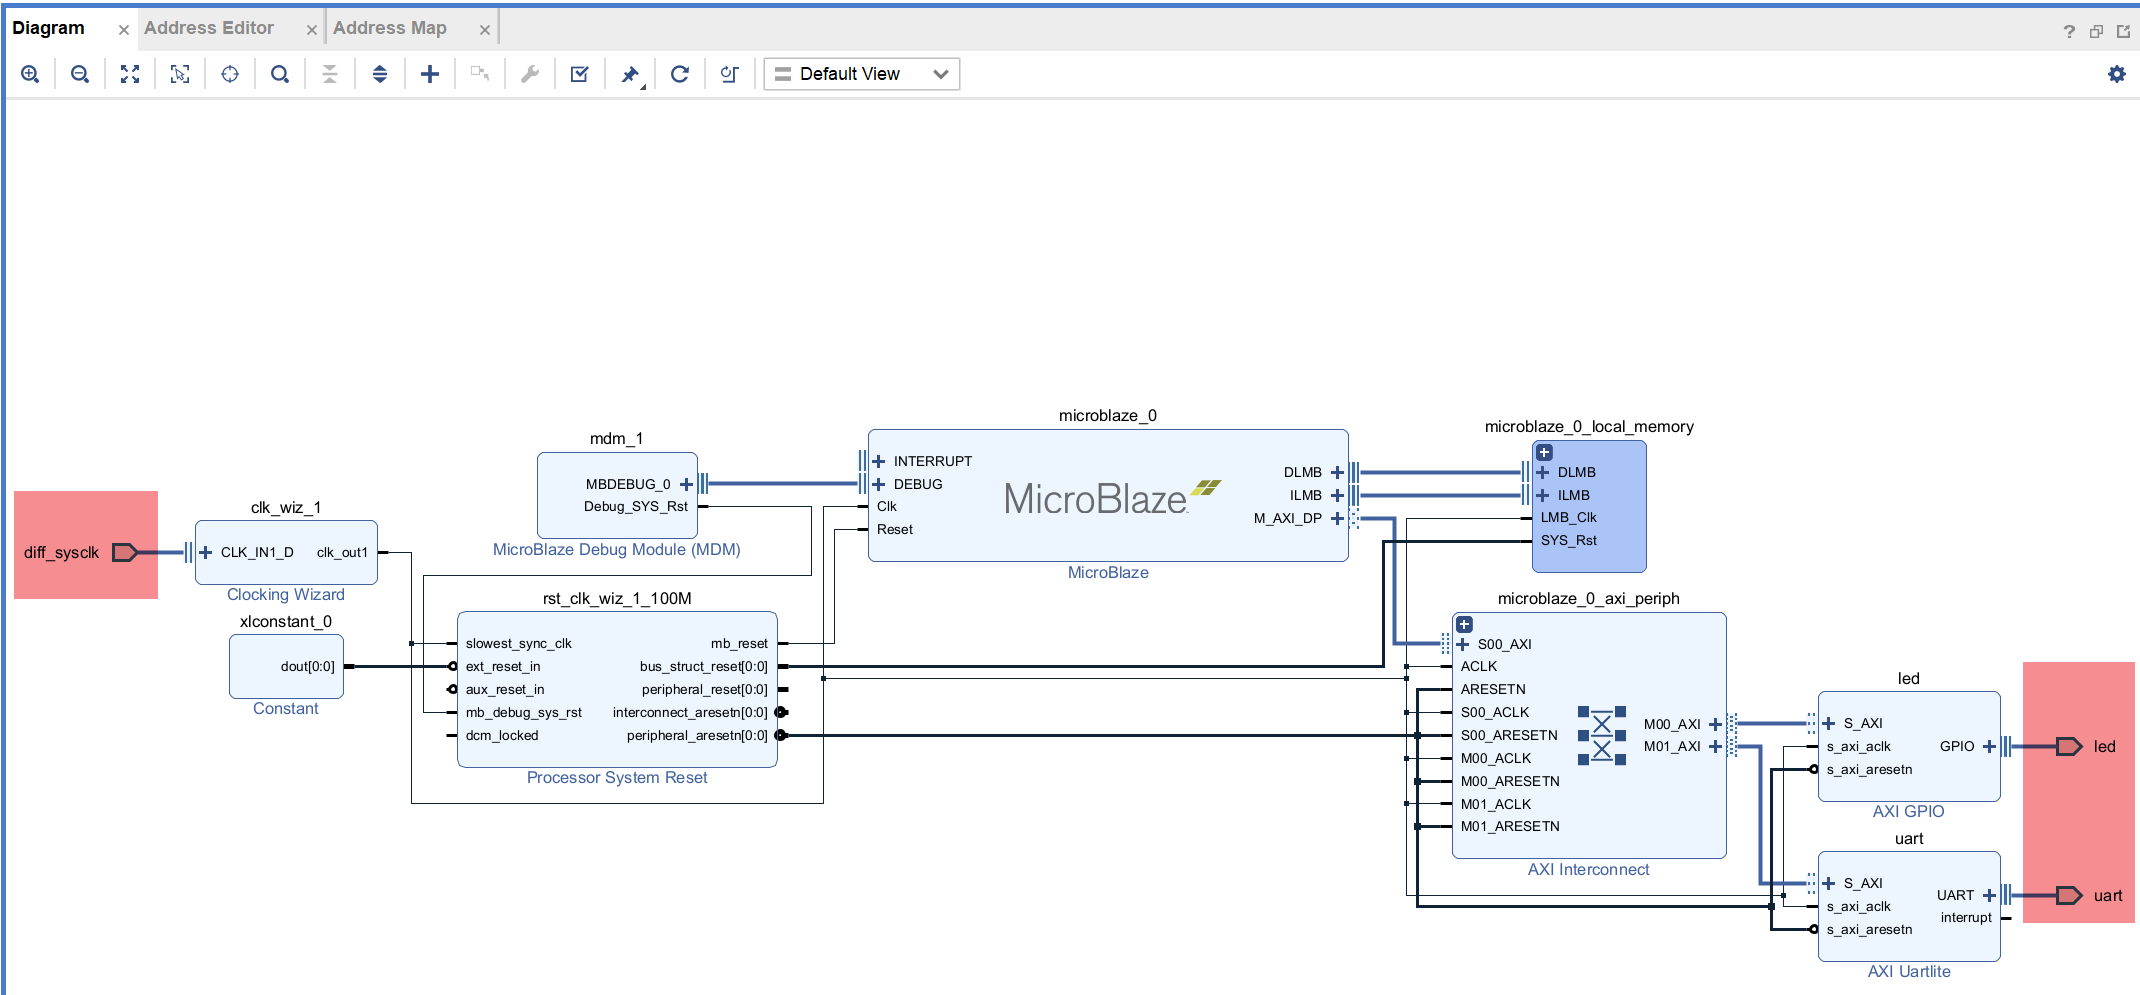 Diagram
Address Editor
Address Map
Default View
diff_sysclk
clk_wiz_1
CLK_IN1_D
clk_out1
Clocking Wizard
xlconstant_0
dout[0:0]
Constant
mdm_1
MBDEBUG_0
Debug_SYS_Rst
MicroBlaze Debug Module (MDM)
rst_clk_wiz_1_100M
slowest_sync_clk
mb_reset
ext_reset_in
bus_struct_reset[0:0]
aux_reset_in
peripheral_reset[0:0]
mb_debug_sys_rst
interconnect_aresetn[0:0]
dcm_locked
peripheral_aresetn[0:0]
Processor System Reset
microblaze_0
INTERRUPT
DEBUG
Clk
Reset
MicroBlaze
DLMB
ILMB
M_AXI_DP
MicroBlaze
microblaze_0_local_memory
DLMB
ILMB
LMB_Clk
SYS_Rst
microblaze_0_axi_periph
S00_AXI
ACLK
ARESETN
S00_ACLK
S00_ARESETN
M00_ACLK
M00_ARESETN
M01_ACLK
M01_ARESETN
M00_AXI
M01_AXI
AXI Interconnect
led
S_AXI
s_axi_aclk
GPIO
s_axi_aresetn
AXI GPIO
led
uart
S_AXI
UART
s_axi_aclk
interrupt
s_axi_aresetn
AXI Uartlite
uart